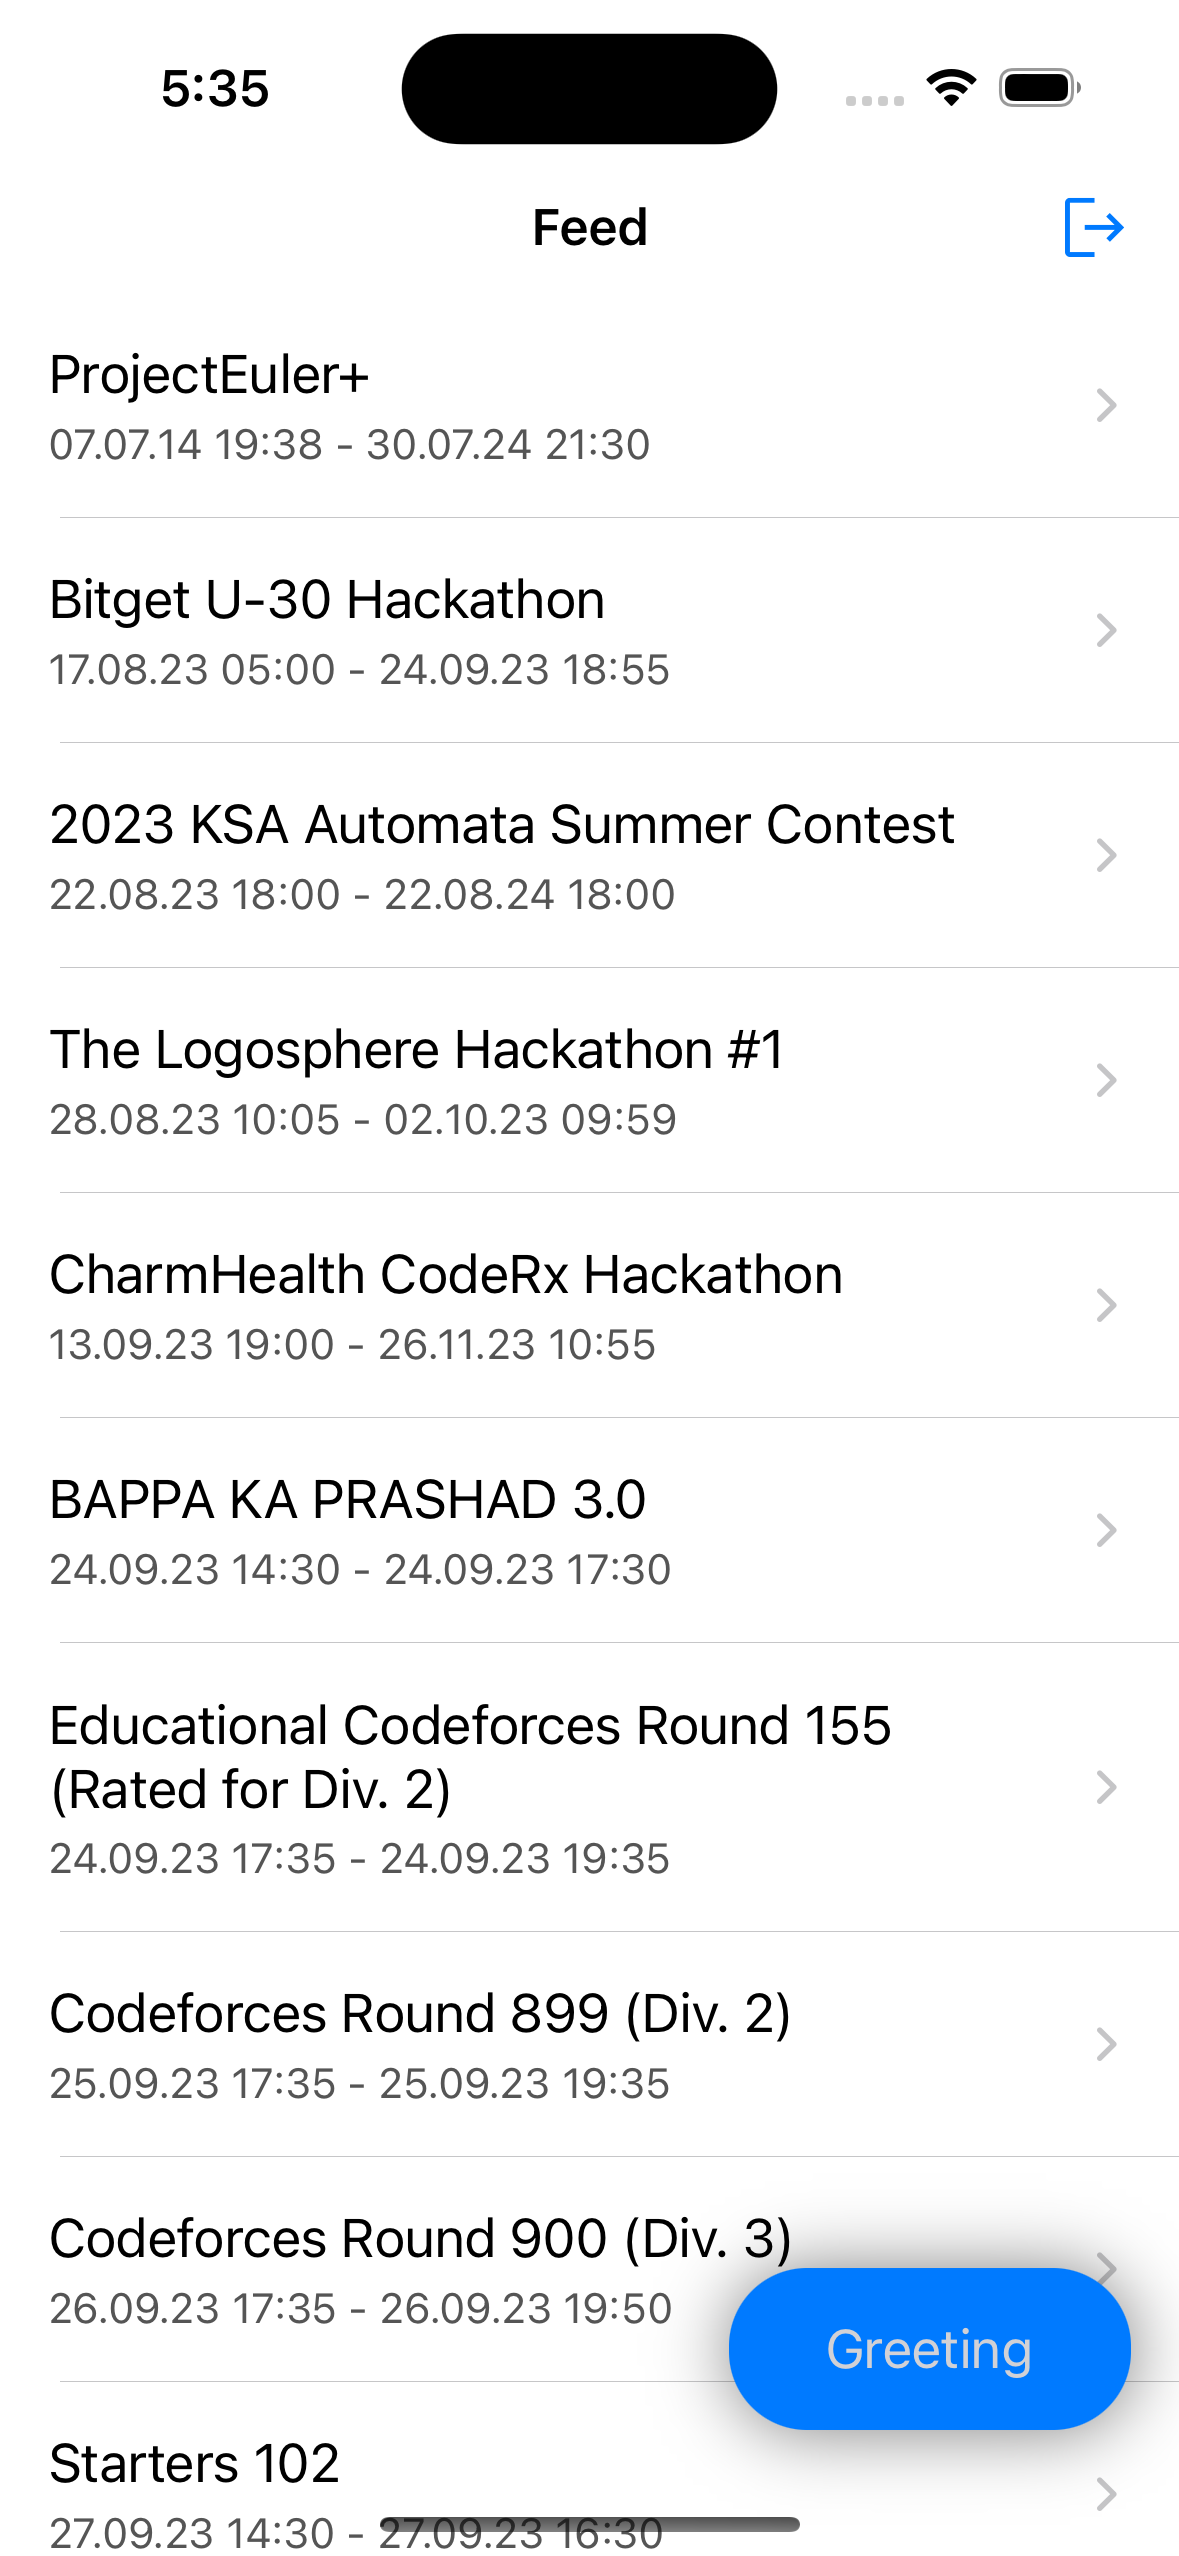 5:35
Feed
ProjectEuler+
07.07.14 19:38 - 30.07.24 21:30
Bitget U-30 Hackathon
17.08.23 05:00 - 24.09.23 18:55
2023 KSA Automata Summer Contest
22.08.23 18:00 - 22.08.24 18:00
The Logosphere Hackathon #1
28.08.23 10:05 - 02.10.23 09:59
CharmHealth CodeRx Hackathon
13.09.23 19:00 - 26.11.23 10:55
BAPPA KA PRASHAD 3.0
24.09.23 14:30 - 24.09.23 17:30
Educational Codeforces Round 155
(Rated for Div. 2)
24.09.23 17:35 - 24.09.23 19:35
Codeforces Round 899 (Div. 2)
25.09.23 17:35 - 25.09.23 19:35
Codeforces Round 900 (Div. 3)
26.09.23 17:35 - 26.09.23 19:50
Greeting
Starters 102
27.09.23 14:30 - 27.09.23 16:30